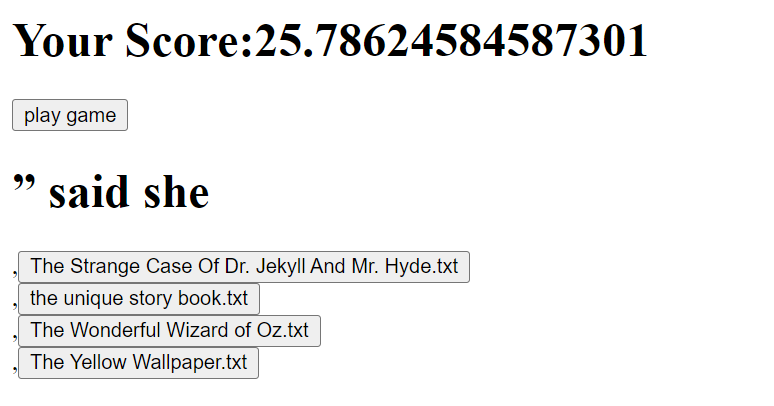 Your Score:25.78624584587301
play game
” said she
,The Strange Case Of Dr. Jekyll And Mr. Hyde.txt
,the unique story book.txt
,The Wonderful Wizard of Oz.txt
,The Yellow Wallpaper.txt